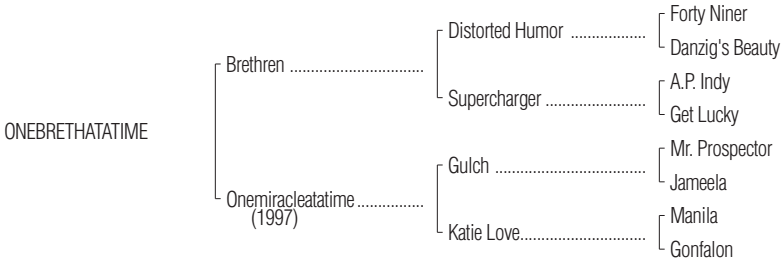 Forty Niner
Distorted Humor ..................
Danzig's Beauty
Brethren ................................
A.P. Indy
Supercharger ........................
Get Lucky
ONEBRETHATATIME
Mr. Prospector
Gulch ....................................
Jameela
Onemiracleatatime ................
(1997)
Manila
Katie Love..............................
Gonfalon